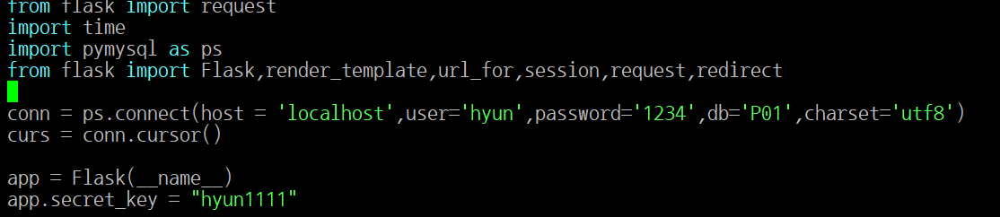 from flask import request
import time
import pymysql as ps
from flask import Flask,render_template,url_for,session,request,redirect
conn = ps.connect(host = 'localhost',user='hyun',password='1234',db='P01',charset='utf8')
curs = conn.cursor()
app = Flask(__name__)
app.secret_key = "hyun1111"